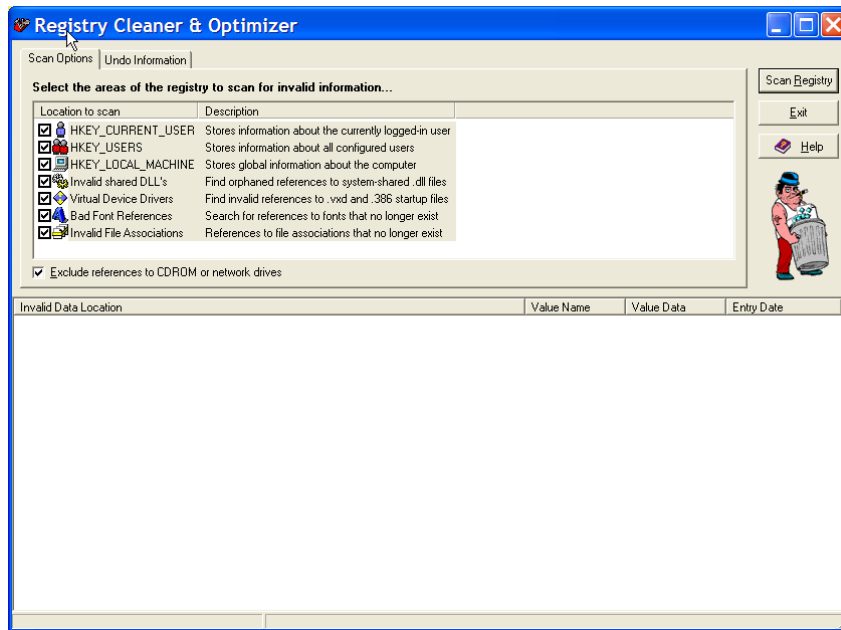 Registry Cleaner & Optimizer
Scan Options Undo Information
Select the areas of the registry to scan for invalid information...
Location to scan Description
HKEY_CURRENT_USER Stores information about the currently logged-in user
HKEY_USERS Stores information about all configured users
HKEY_LOCAL_MACHINE Stores global information about the computer
Invalid shared DLL's Find orphaned references to system-shared .dll files
Virtual Device Drivers Find invalid references to .vxd and .386 startup files
Bad Font References Search for references to fonts that no longer exist
Invalid File Associations References to file associations that no longer exist
Exclude references to CDROM or network drives
Scan Registry
Exit
Help
Invalid Data Location Value Name Value Data Entry Date